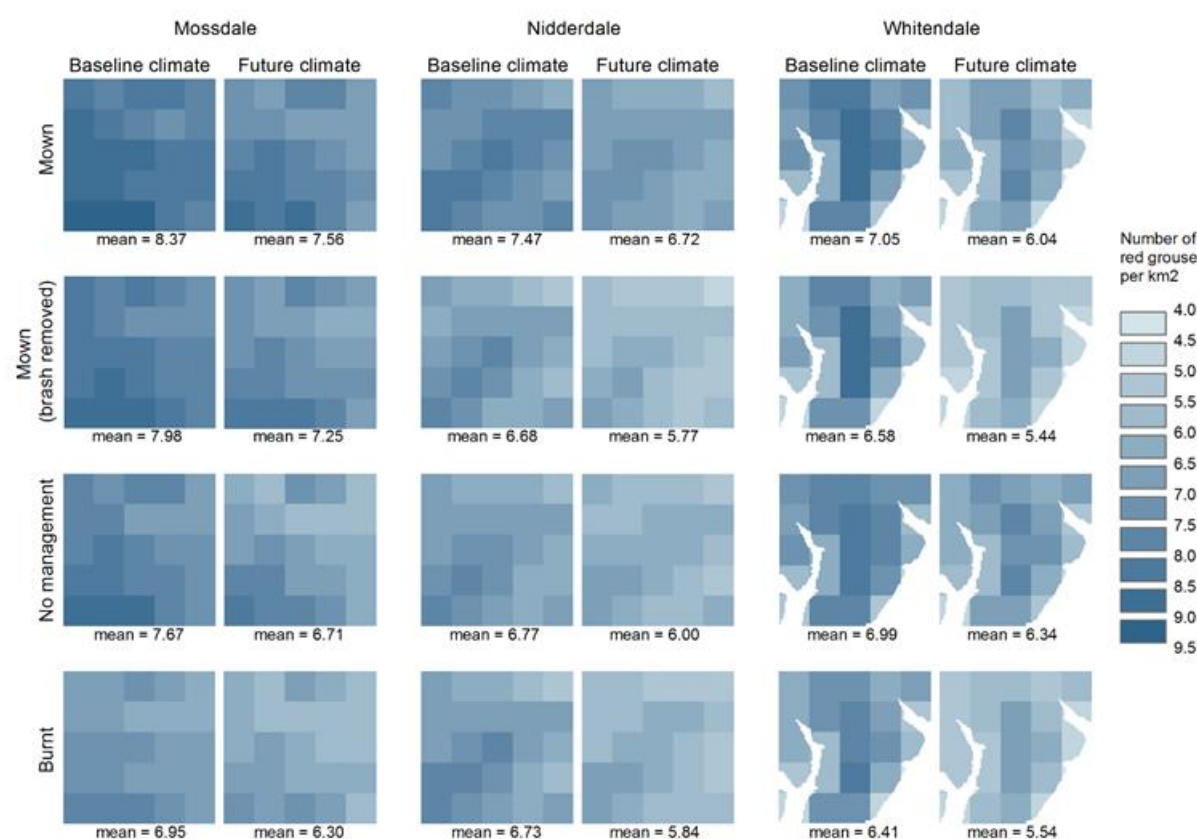 Mossdale Nidderdale Whitendale
Baseline climate Future climate Baseline climate Future climate Baseline climate Future climate
Mown
mean = 8.37 mean = 7.56 mean = 7.47 mean = 6.72 mean = 7.05 mean = 6.04
Mown
(brash removed)
mean = 7.98 mean = 7.25 mean = 6.68 mean = 5.77 mean = 6.58 mean = 5.44
No management
mean = 7.67 mean = 6.71 mean = 6.77 mean = 6.00 mean = 6.99 mean = 6.34
Burnt
mean = 6.95 mean = 6.30 mean = 6.73 mean = 5.84 mean = 6.41 mean = 5.54
Number of
red grouse
per km2
4.0
4.5
5.0
5.5
6.0
6.5
7.0
7.5
8.0
8.5
9.0
9.5